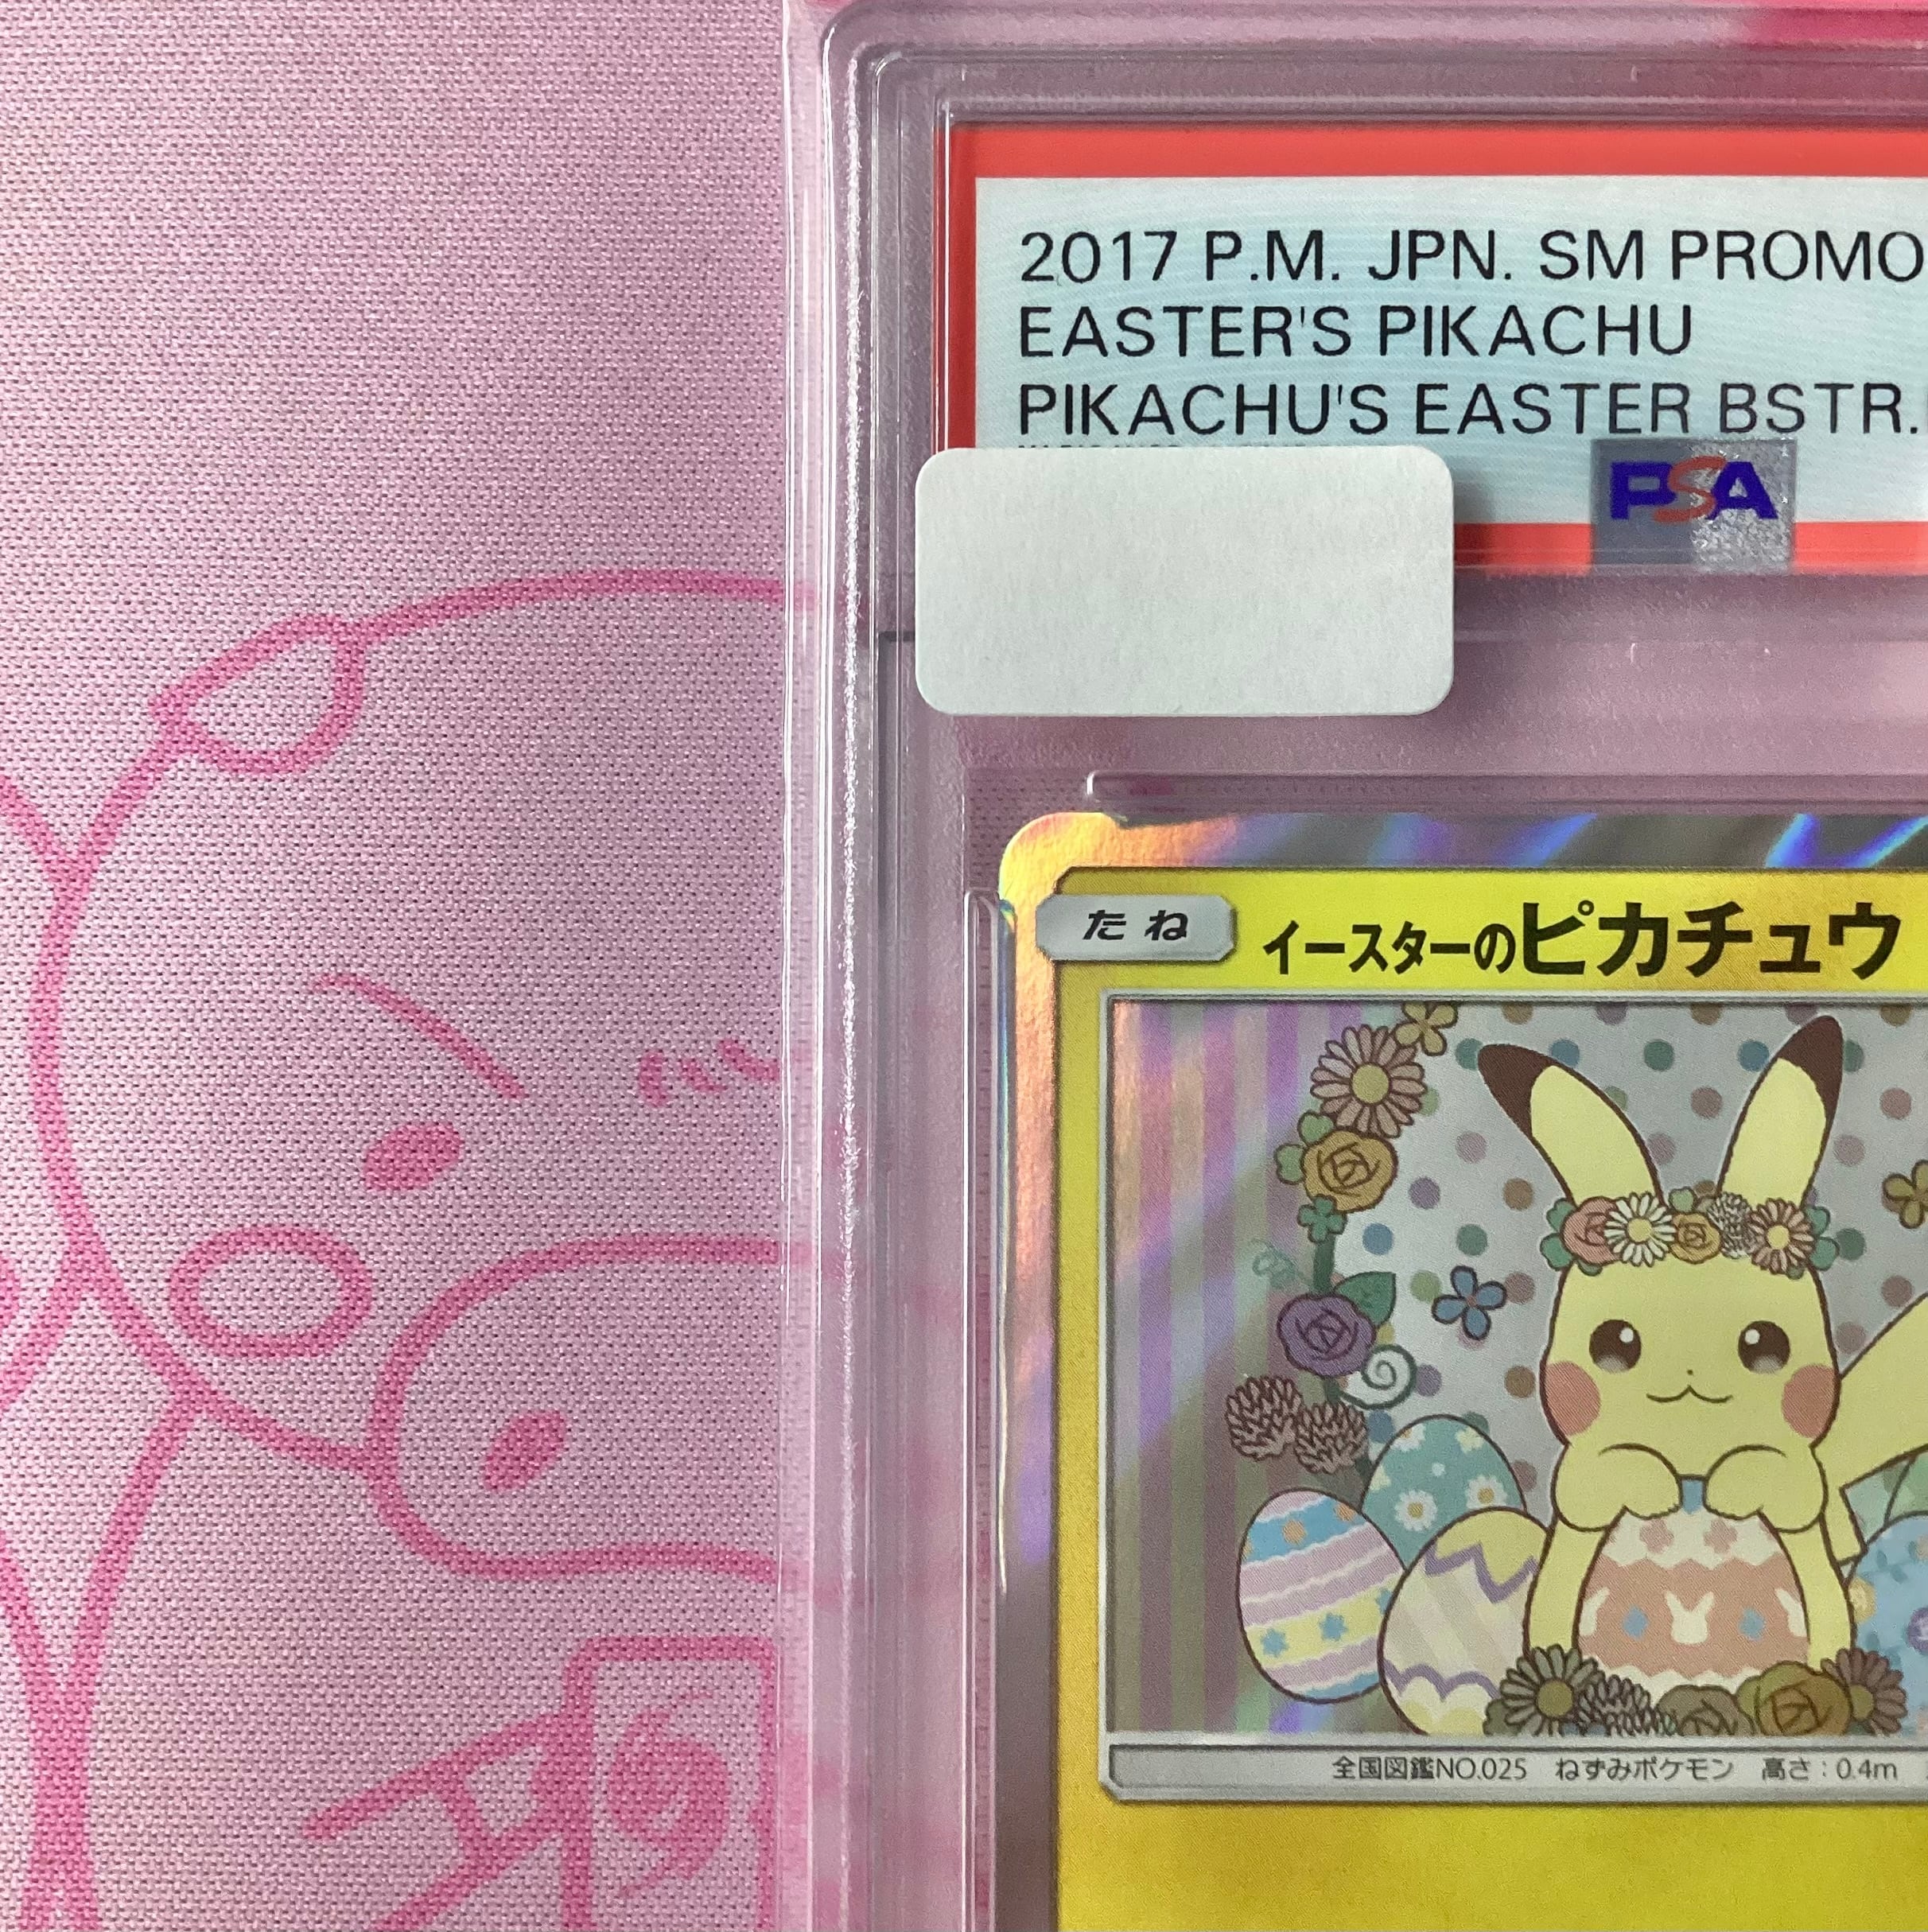 2017 P.M. JPN. SM PROMO
EASTER'S PIKACHU
PIKACHU'S EASTER BSTR.
PSA
たね
イースターのピカチュウ
全国図鑑NO.025 ねずみポケモン 高さ:0.4m